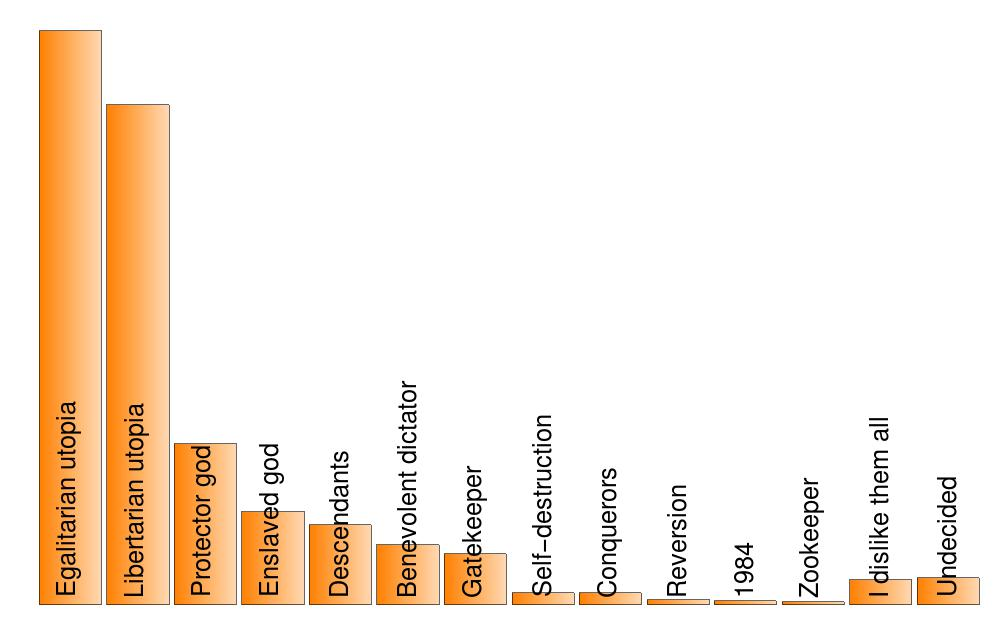 Egalitarian utopia
Libertarian utopia
Protector god
Enslaved god
Descendants
Benevolent dictator
Gatekeeper
Self−destruction
Conquerors
Reversion
1984
Zookeeper
I dislike them all
Undecided